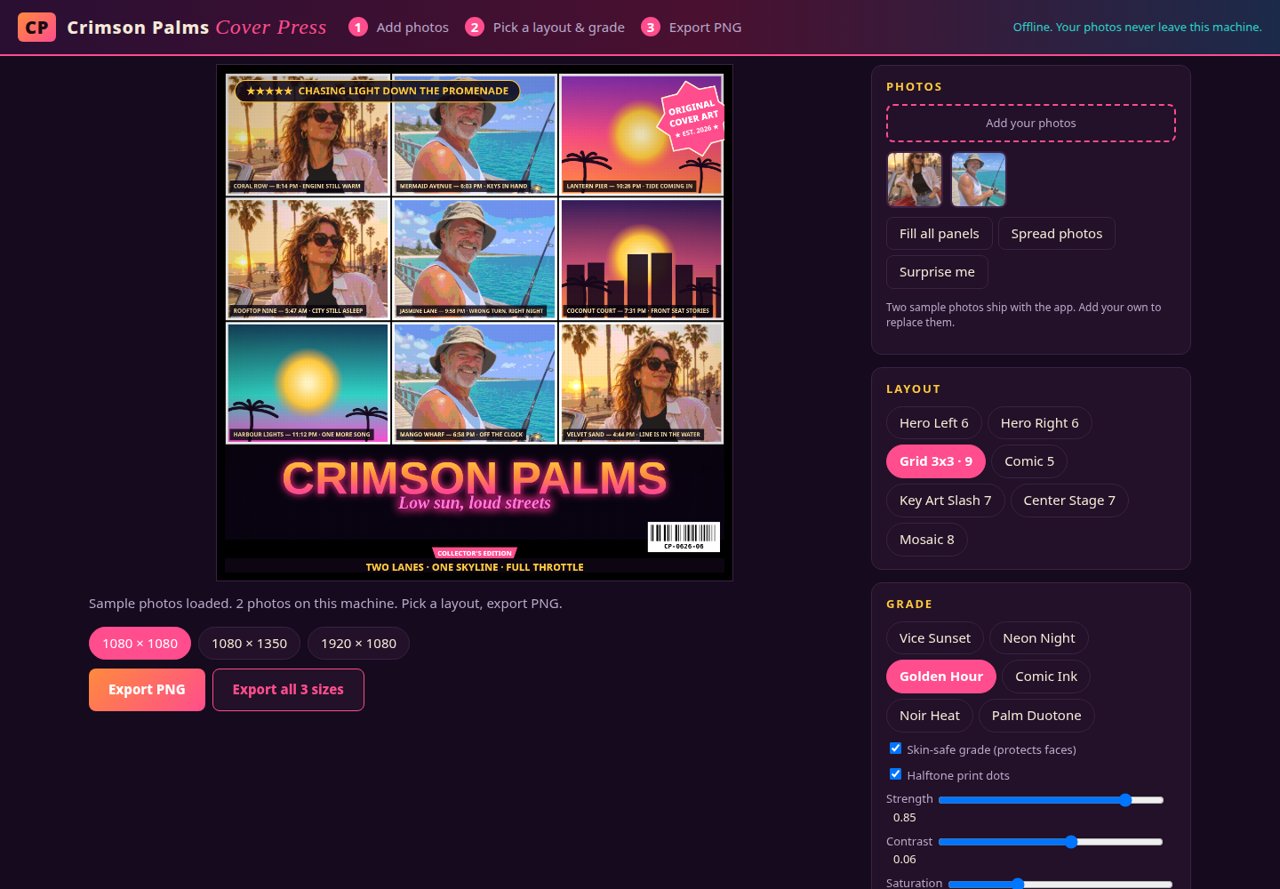 CP Crimson Palms Cover Press 1 Add photos 2 Pick a layout & grade 3 Export PNG Offline. Your photos never leave this machine.
★★★★★ CHASING LIGHT DOWN THE PROMENADE
ORIGINAL
COVER ART
★ EST. 2026 ★
CORAL ROW — 8:14 PM · ENGINE STILL WARM
MERMAID AVENUE — 6:03 PM · KEYS IN HAND
LANTERN PIER — 10:26 PM · TIDE COMING IN
ROOFTOP NINE — 5:47 AM · CITY STILL ASLEEP
JASMINE LANE — 9:58 PM · WRONG TURN, RIGHT NIGHT
COCONUT COURT — 7:31 PM · FRONT SEAT STORIES
HARBOUR LIGHTS — 11:12 PM · ONE MORE SONG
MANGO WHARF — 6:58 PM · OFF THE CLOCK
VELVET SAND — 4:44 PM · LINE IS IN THE WATER
CRIMSON PALMS
Low sun, loud streets
CP-0626-06
COLLECTOR'S EDITION
TWO LANES · ONE SKYLINE · FULL THROTTLE
Sample photos loaded. 2 photos on this machine. Pick a layout, export PNG.
1080 × 1080 1080 × 1350 1920 × 1080
Export PNG Export all 3 sizes
PHOTOS
Add your photos
Fill all panels Spread photos
Surprise me
Two sample photos ship with the app. Add your own to
replace them.
LAYOUT
Hero Left 6 Hero Right 6
Grid 3x3 · 9 Comic 5
Key Art Slash 7 Center Stage 7
Mosaic 8
GRADE
Vice Sunset Neon Night
Golden Hour Comic Ink
Noir Heat Palm Duotone
Skin-safe grade (protects faces)
Halftone print dots
Strength
0.85
Contrast
0.06
Saturation